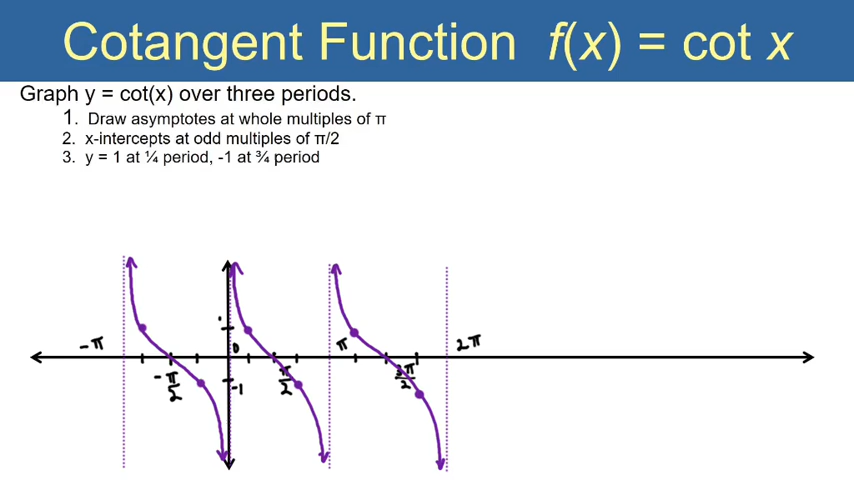 Cotangent Function f(x) = cot x
Graph y = cot(x) over three periods.
1. Draw asymptotes at whole multiples of π
2. x-intercepts at odd multiples of π/2
3. y = 1 at ¼ period, -1 at ¾ period
-π
-π/2
0
-1
π/2
π
3π/2
2π